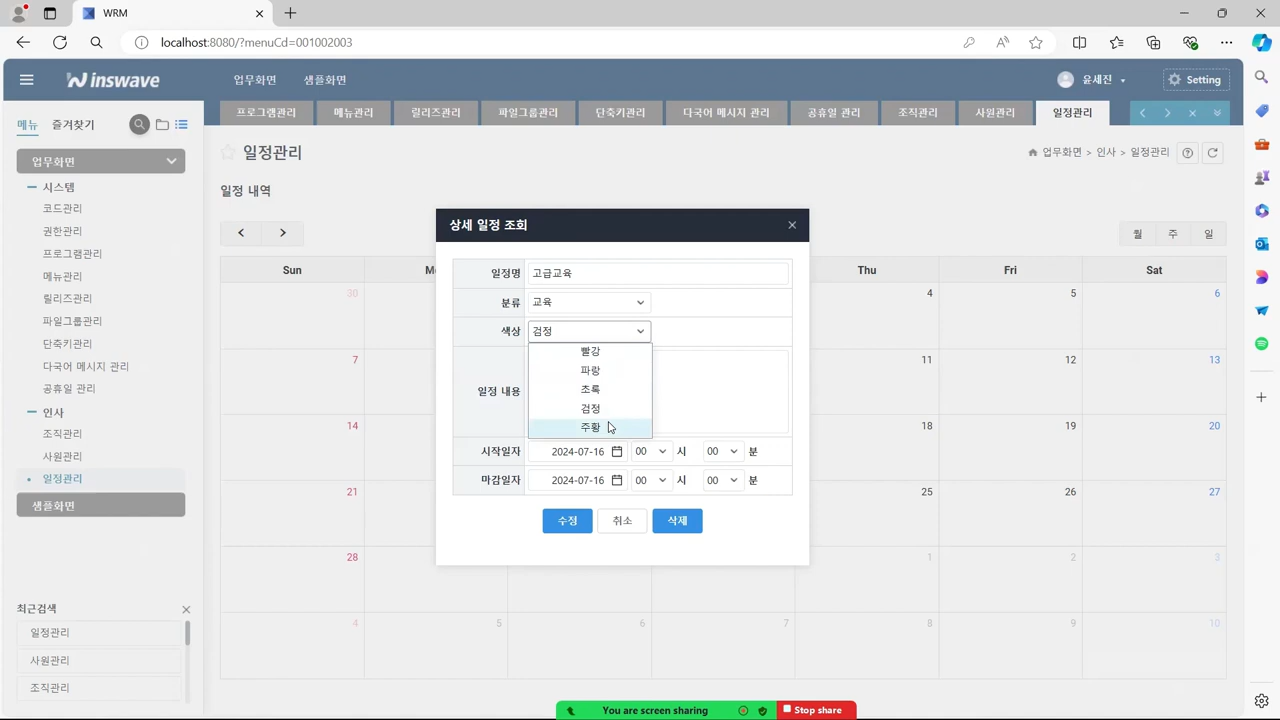 WRM
localhost:8080/?menuCd=001002003
inswave
업무화면 샘플화면
윤세진
Setting
메뉴 즐겨찾기
프로그램관리 메뉴관리 릴리즈관리 파일그룹관리 단축키관리 다국어 메시지 관리 공휴일 관리 조직관리 사원관리 일정관리
업무화면
시스템
코드관리
권한관리
프로그램관리
메뉴관리
릴리즈관리
파일그룹관리
단축키관리
다국어 메시지 관리
공휴일 관리
인사
조직관리
사원관리
일정관리
샘플화면
최근검색
일정관리
사원관리
조직관리
일정관리
업무화면 > 인사 > 일정관리
일정 내역
월 주 일
Sun M Thu Fri Sat
30 4 5 6
7 11 12 13
14 18 19 20
21 25 26 27
28 1 2 3
4 5 6 7 8 9 10
상세 일정 조회
일정명 고급교육
분류 교육
색상 검정
빨강
파랑
초록
검정
주황
일정 내용
시작일자 2024-07-16 00 시 00 분
마감일자 2024-07-16 00 시 00 분
수정 취소 삭제
You are screen sharing Stop share